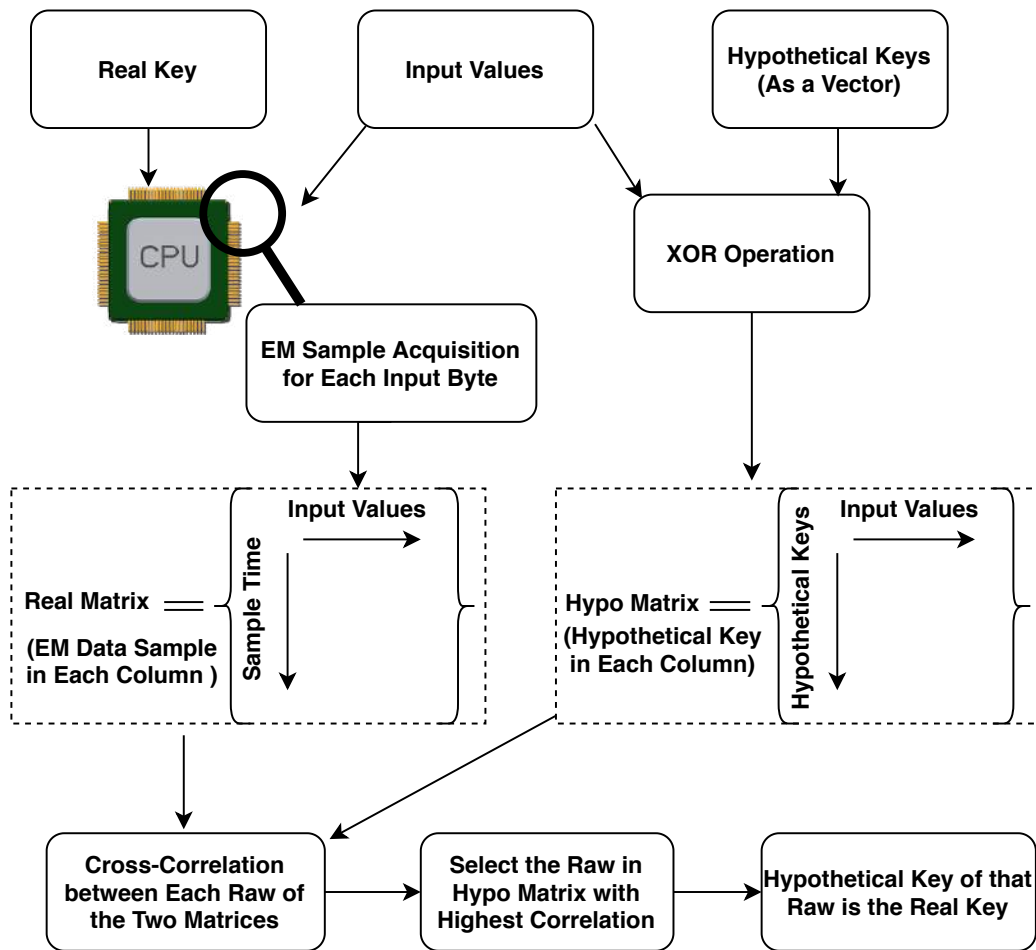 Real Key
Input Values
Hypothetical Keys
(As a Vector)
CPU
XOR Operation
EM Sample Acquisition
for Each Input Byte
Input Values
Sample Time
Real Matrix
(EM Data Sample
in Each Column )
Input Values
Hypothetical Keys
Hypo Matrix
(Hypothetical Key
in Each Column)
Cross-Correlation
between Each Raw of
the Two Matrices
Select the Raw in
Hypo Matrix with
Highest Correlation
Hypothetical Key of that
Raw is the Real Key